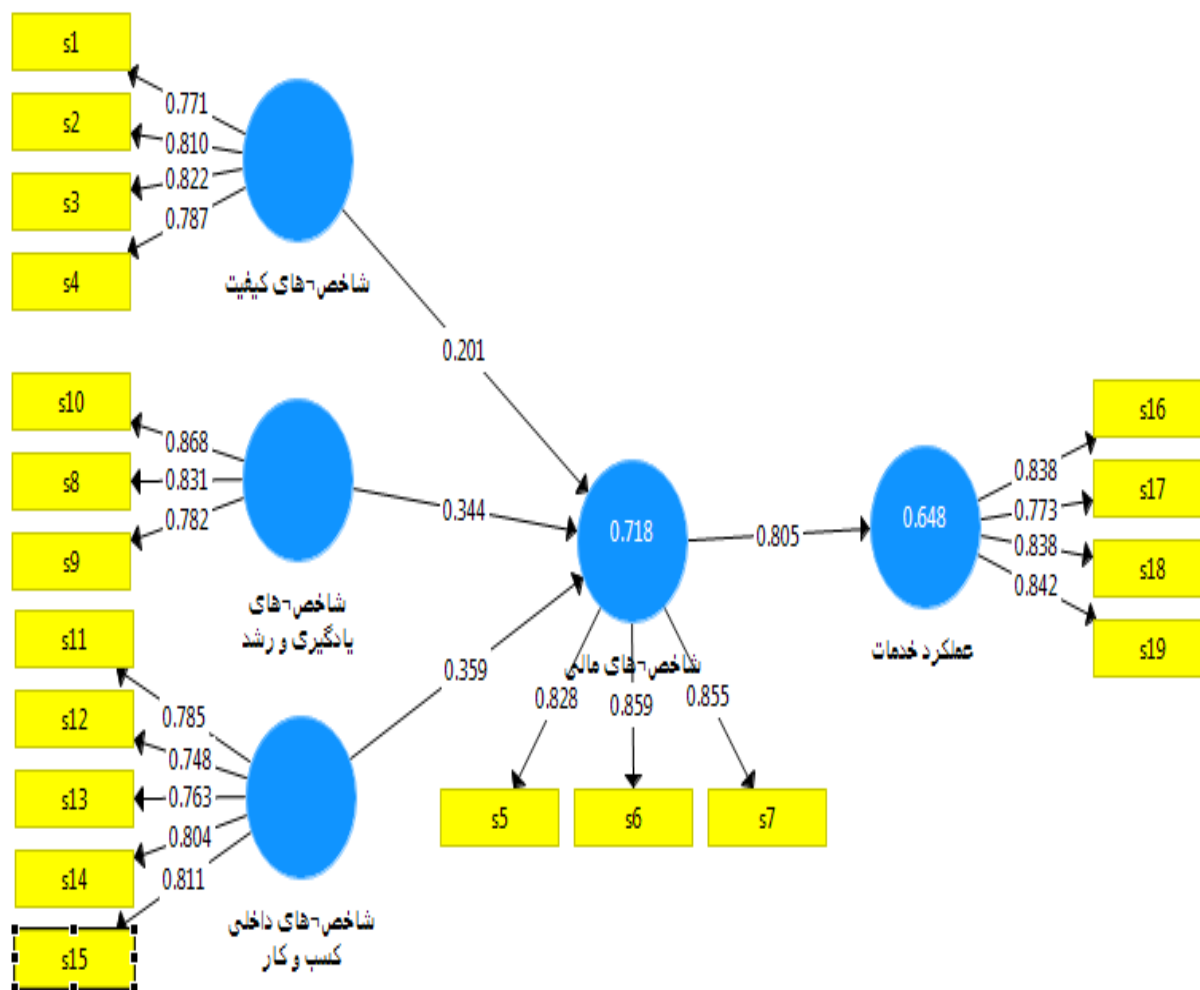 s1
0.771
s2
0.810
s3
0.822
0.787
s4
شاخص¬های کیفیت
0.201
s10
0.868
s8
0.831
0.782
s9
0.344
شاخص¬های
یادگیری و رشد
0.718
0.805
0.648
s16
0.838
s17
0.773
0.838
s18
0.842
s19
عملکرد خدمات
شاخص¬های مالی
0.828
0.859
0.855
s5
s6
s7
0.359
s11
0.785
s12
0.748
s13
0.763
0.804
s14
0.811
s15
شاخص¬های داخلی
کسب و کار